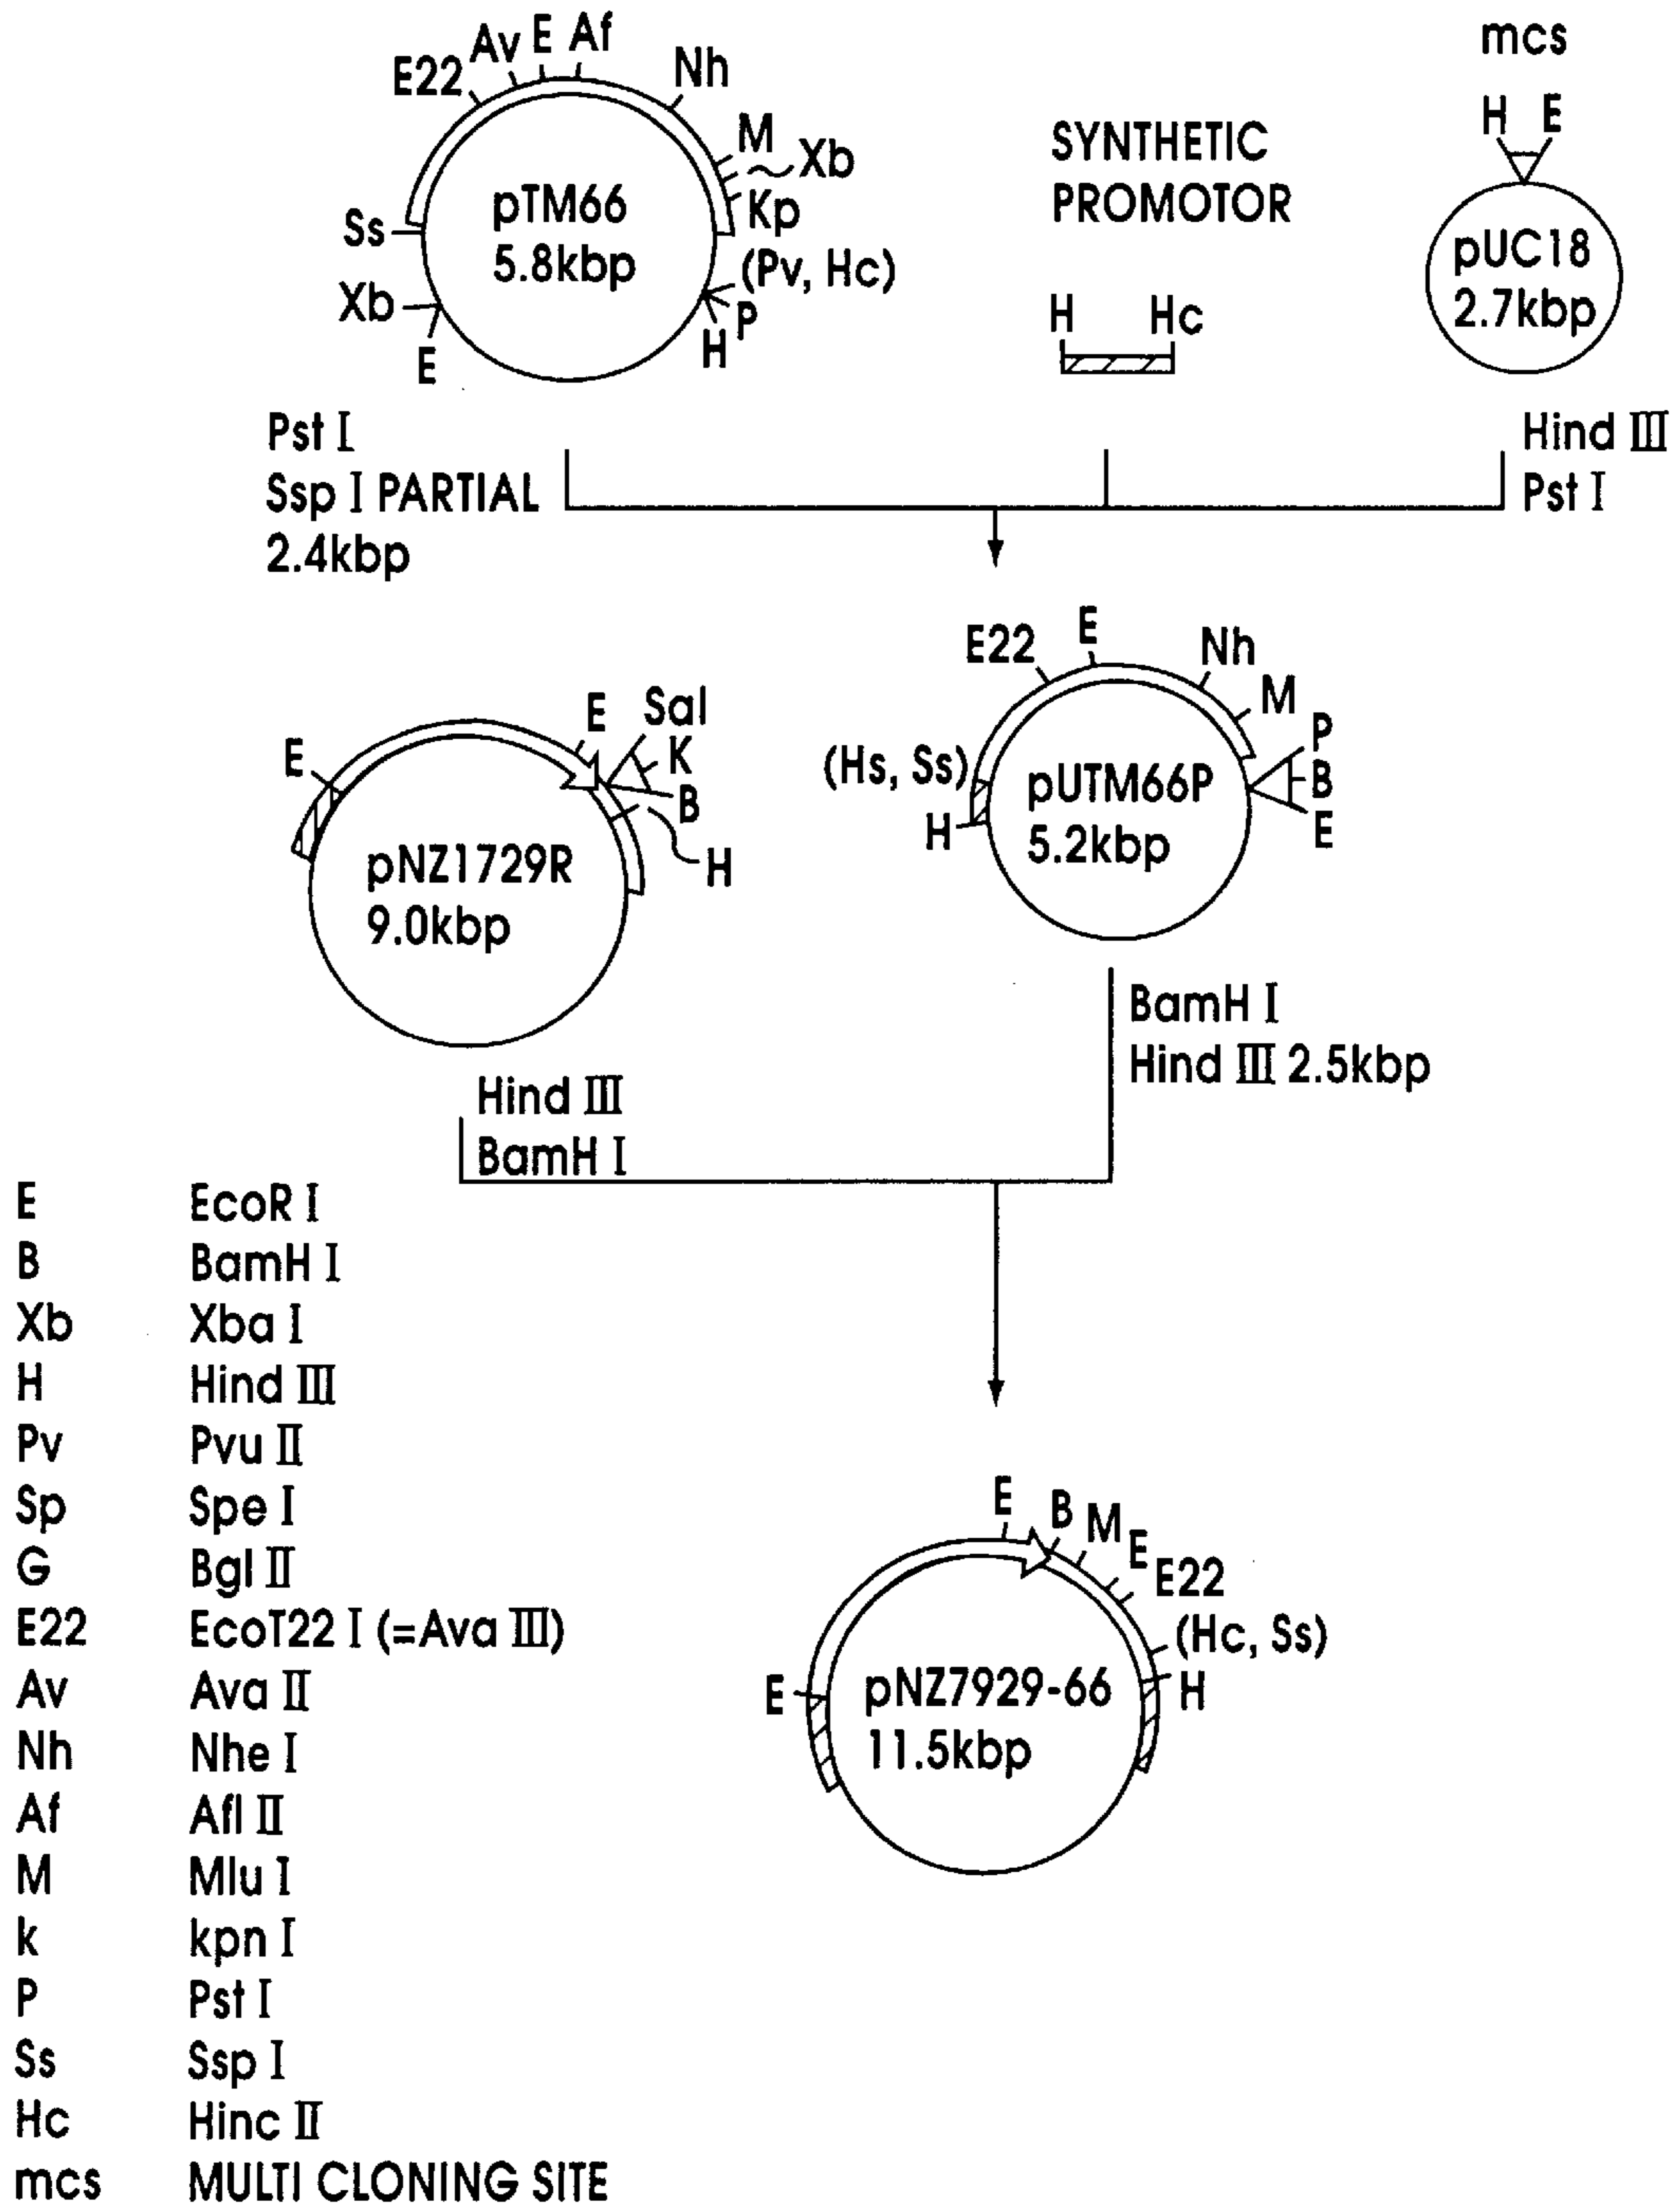 mcs
Av E Af
E22
Nh
H E
M
Xb
SYNTHETIC
PROMOTOR
pTM66
5.8kbp
Kp
Ss
(Pv, Hc)
pUC18
2.7kbp
Xb
P
H
E
H Hc
Pst I
Ssp I PARTIAL
2.4kbp
Hind III
Pst I
E22 E Nh
M
E Sal
K
B
H
E
P
B
E
(Hs, Ss)
H
pUTM66P
5.2kbp
pNZ1729R
9.0kbp
BamH I
Hind III 2.5kbp
Hind III
BamH I
E EcoR I
B BamH I
Xb Xba I
H Hind III
Pv Pvu II
Sp Spe I
G Bgl II
E22 EcoT22 I (=Ava III)
Av Ava II
Nh Nhe I
Af Afl II
M Mlu I
k kpn I
P Pst I
Ss Ssp I
Hc Hinc II
mcs MULTI CLONING SITE
E B M E
E22
(Hc, Ss)
H
E
pNZ7929-66
11.5kbp